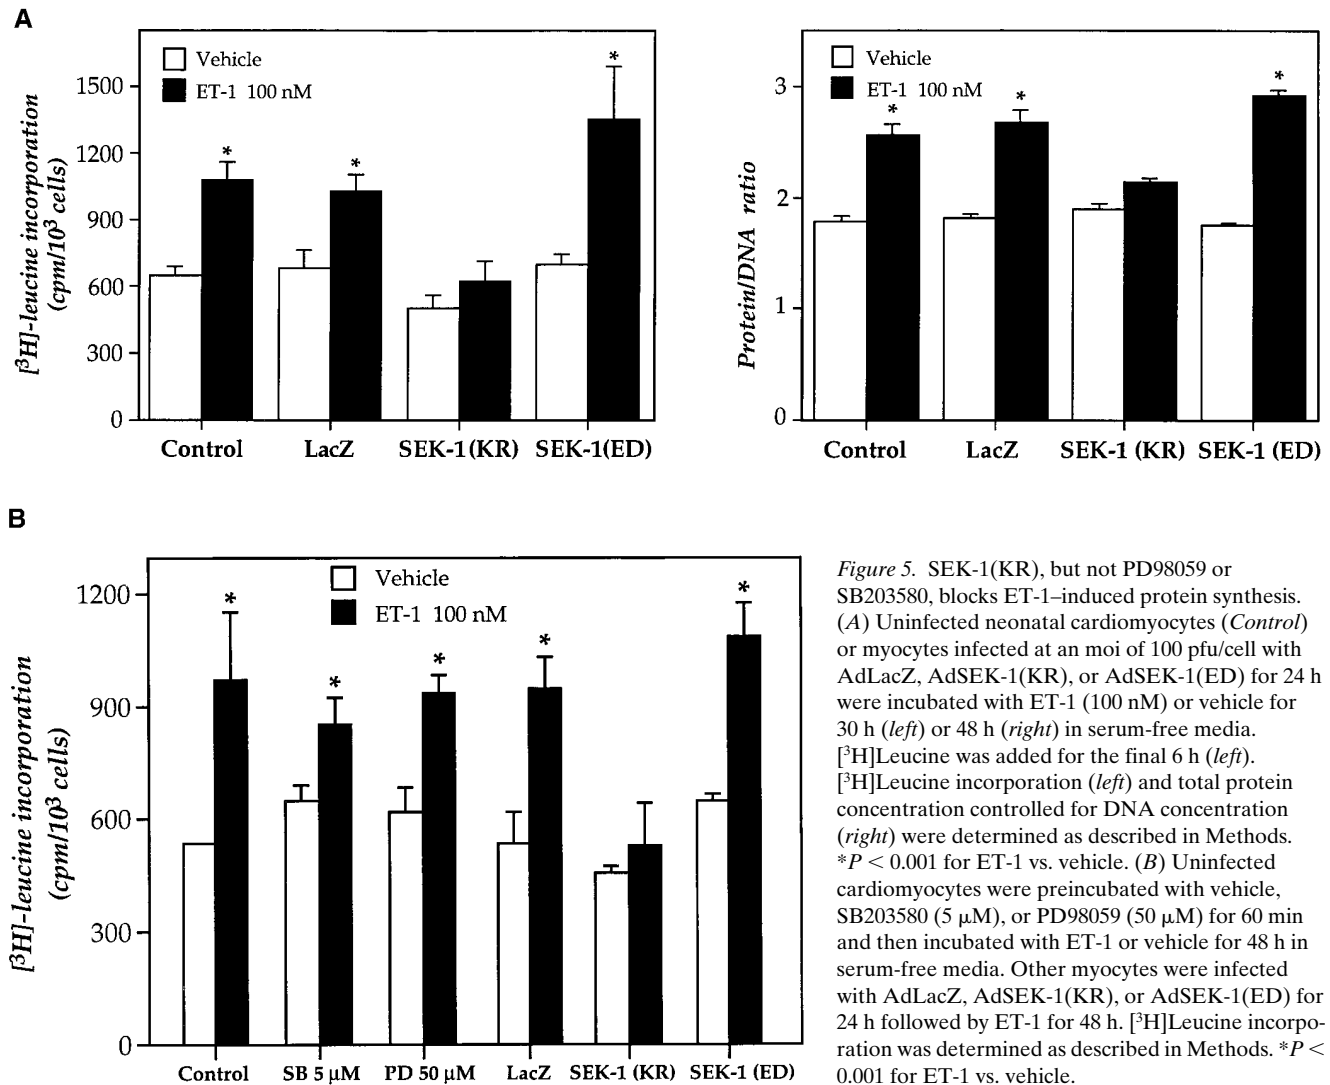 A
[³H]-leucine incorporation
(cpm/10³ cells)
Vehicle
ET-1 100 nM
1500
1200
900
600
300
0
*
*
*
Control LacZ SEK-1(KR) SEK-1(ED)
Protein/DNA ratio
Vehicle
ET-1 100 nM
3
2
1
0
*
*
*
Control LacZ SEK-1 (KR) SEK-1 (ED)
B
[³H]-leucine incorporation
(cpm/10³ cells)
Vehicle
ET-1 100 nM
1200
900
600
300
0
*
*
*
*
*
Control SB 5 μM PD 50 μM LacZ SEK-1 (KR) SEK-1 (ED)
Figure 5. SEK-1(KR), but not PD98059 or
SB203580, blocks ET-1–induced protein synthesis.
(A) Uninfected neonatal cardiomyocytes (Control)
or myocytes infected at an moi of 100 pfu/cell with
AdLacZ, AdSEK-1(KR), or AdSEK-1(ED) for 24 h
were incubated with ET-1 (100 nM) or vehicle for
30 h (left) or 48 h (right) in serum-free media.
[³H]Leucine was added for the final 6 h (left).
[³H]Leucine incorporation (left) and total protein
concentration controlled for DNA concentration
(right) were determined as described in Methods.
*P < 0.001 for ET-1 vs. vehicle. (B) Uninfected
cardiomyocytes were preincubated with vehicle,
SB203580 (5 μM), or PD98059 (50 μM) for 60 min
and then incubated with ET-1 or vehicle for 48 h in
serum-free media. Other myocytes were infected
with AdLacZ, AdSEK-1(KR), or AdSEK-1(ED) for
24 h followed by ET-1 for 48 h. [³H]Leucine incorpo-
ration was determined as described in Methods. *P <
0.001 for ET-1 vs. vehicle.